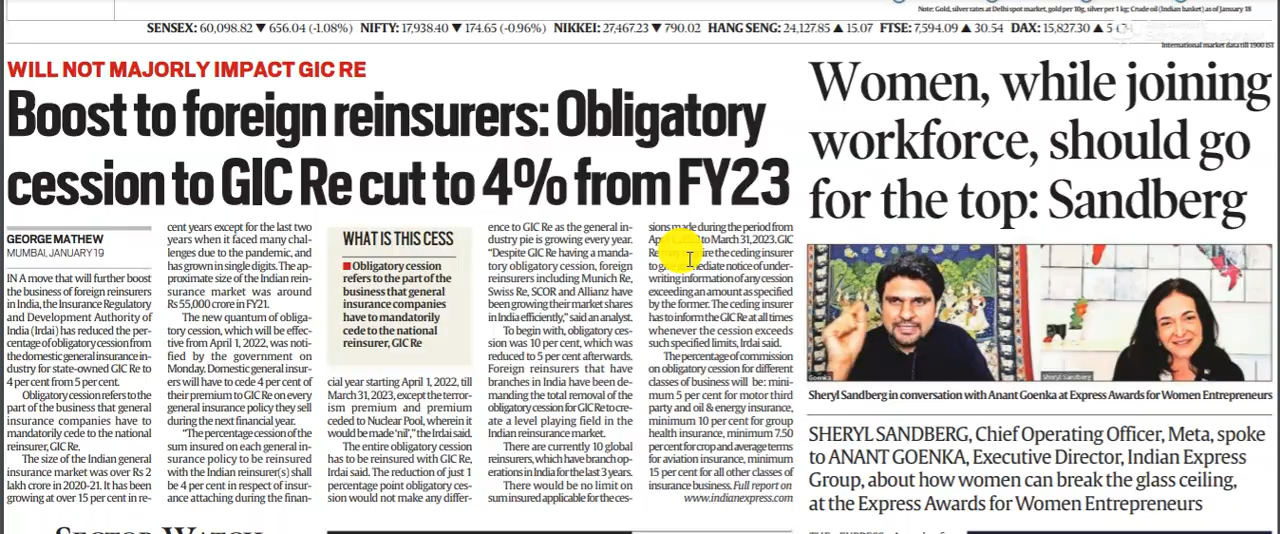 Note: Gold, silver rates at Delhi spot market, gold per 10g, silver per 1 kg; Crude oil (Indian basket) as of January 18
SENSEX: 60,098.82 ▼ 656.04 (-1.08%) NIFTY: 17,938.40 ▼ 174.65 (-0.96%) NIKKEI: 27,467.23 ▼ 790.02 HANG SENG: 24,127.85 ▲ 15.07 FTSE: 7,594.09 ▲ 30.54 DAX: 15,827.30 ▲
International market data till 1900 IST
WILL NOT MAJORLY IMPACT GIC RE
Boost to foreign reinsurers: Obligatory
cession to GIC Re cut to 4% from FY23
GEORGE MATHEW
MUMBAI, JANUARY 19
IN A move that will further boost
the business of foreign reinsurers
in India, the Insurance Regulatory
and Development Authority of
India (Irdai) has reduced the per-
centage of obligatory cession from
the domestic general insurance in-
dustry for state-owned GIC Re to
4 per cent from 5 per cent.
Obligatory cession refers to the
part of the business that general
insurance companies have to
mandatorily cede to the national
reinsurer, GIC Re.
The size of the Indian general
insurance market was over Rs 2
lakh crore in 2020-21. It has been
growing at over 15 per cent in re-
cent years except for the last two
years when it faced many chal-
lenges due to the pandemic, and
has grown in single digits. The ap-
proximate size of the Indian rein-
surance market was around
Rs 55,000 crore in FY21.
The new quantum of obliga-
tory cession, which will be effec-
tive from April 1, 2022, was noti-
fied by the government on
Monday. Domestic general insur-
ers will have to cede 4 per cent of
their premium to GIC Re on every
general insurance policy they sell
during the next financial year.
"The percentage cession of the
sum insured on each general in-
surance policy to be reinsured
with the Indian reinsurer(s) shall
be 4 per cent in respect of insur-
ance attaching during the finan-
WHAT IS THIS CESS
Obligatory cession
refers to the part of the
business that general
insurance companies
have to mandatorily
cede to the national
reinsurer, GIC Re
cial year starting April 1, 2022, till
March 31, 2023, except the terror-
ism premium and premium
ceded to Nuclear Pool, wherein it
would be made 'nil'," the Irdai said.
The entire obligatory cession
has to be reinsured with GIC Re,
Irdai said. The reduction of just 1
percentage point obligatory ces-
sion would not make any differ-
ence to GIC Re as the general in-
dustry pie is growing every year.
"Despite GIC Re having a manda-
tory obligatory cession, foreign
reinsurers including Munich Re,
Swiss Re, SCOR and Allianz have
been growing their market shares
in India efficiently," said an analyst.
To begin with, obligatory ces-
sion was 10 per cent, which was
reduced to 5 per cent afterwards.
Foreign reinsurers that have
branches in India have been de-
manding the total removal of the
obligatory cession for GIC Re to cre-
ate a level playing field in the
Indian reinsurance market.
There are currently 10 global
reinsurers, which have branch op-
erations in India for the last 3 years.
There would be no limit on
sum insured applicable for the ces-
sions made during the period from
to March 31, 2023. GIC
the ceding insurer
to immediate notice of under-
writing information of any cession
exceeding an amount as specified
by the former. The ceding insurer
has to inform the GIC Re at all times
whenever the cession exceeds
such specified limits, Irdai said.
The percentage of commission
on obligatory cession for different
classes of business will be: mini-
mum 5 per cent for motor third
party and oil & energy insurance,
minimum 10 per cent for group
health insurance, minimum 7.50
per cent for crop and average terms
for aviation insurance, minimum
15 per cent for all other classes of
insurance business. Full report on
www.indianexpress.com
Women, while joining
workforce, should go
for the top: Sandberg
Goenka
Sheryl Sandberg
Sheryl Sandberg in conversation with Anant Goenka at Express Awards for Women Entrepreneurs
SHERYL SANDBERG, Chief Operating Officer, Meta, spoke
to ANANT GOENKA, Executive Director, Indian Express
Group, about how women can break the glass ceiling,
at the Express Awards for Women Entrepreneurs